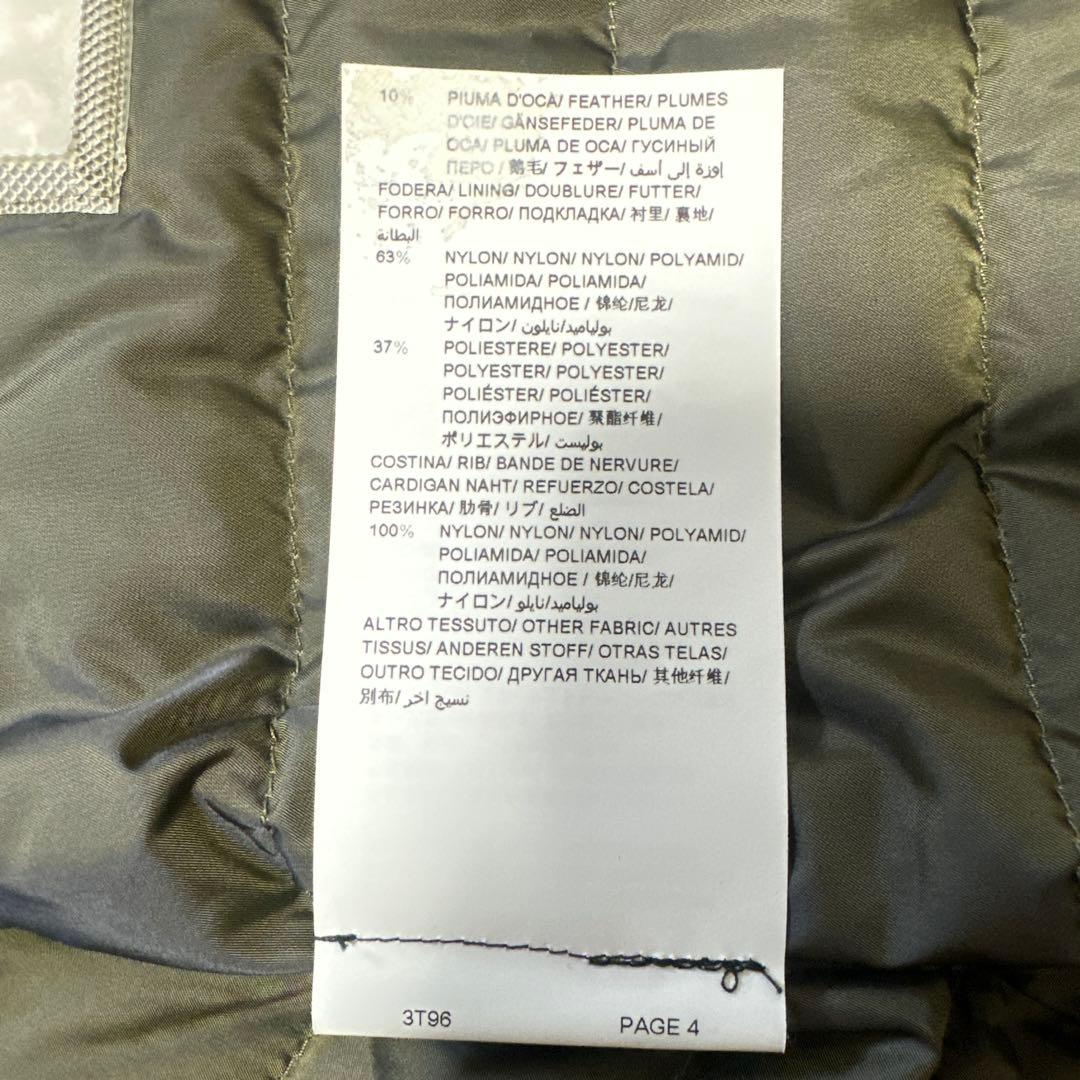 10% PIUMA D'OCA/ FEATHER/ PLUMES
D'OIE/ GÄNSEFEDER/ PLUMA DE
OCA/ PLUMA DE OCA/ ГУСИНЫЙ
ПЕРО / 鹅毛/ フェザー/ اوزة إلى أسف/
FODERA/ LINING/ DOUBLURE/ FUTTER/
FORRO/ FORRO/ ПОДКЛАДКА/ 衬里/ 裏地/
البطانة
63% NYLON/ NYLON/ NYLON/ POLYAMID/
POLIAMIDA/ POLIAMIDA/
ПОЛИАМИДНОЕ / 锦纶/尼龙/
ナイロン/ بولياميد/نايلون
37% POLIESTERE/ POLYESTER/
POLYESTER/ POLYESTER/
POLIÉSTER/ POLIÉSTER/
ПОЛИЭФИРНОЕ/ 聚酯纤维/
ポリエステル/ بوليست
COSTINA/ RIB/ BANDE DE NERVURE/
CARDIGAN NAHT/ REFUERZO/ COSTELA/
РЕЗИНКА/ 肋骨/ リブ/ الضلع
100% NYLON/ NYLON/ NYLON/ POLYAMID/
POLIAMIDA/ POLIAMIDA/
ПОЛИАМИДНОЕ / 锦纶/尼龙/
ナイロン/ بولياميد/نايلو
ALTRO TESSUTO/ OTHER FABRIC/ AUTRES
TISSUS/ ANDEREN STOFF/ OTRAS TELAS/
OUTRO TECIDO/ ДРУГАЯ ТКАНЬ/ 其他纤维/
別布/ نسيج اخر
3T96 PAGE 4